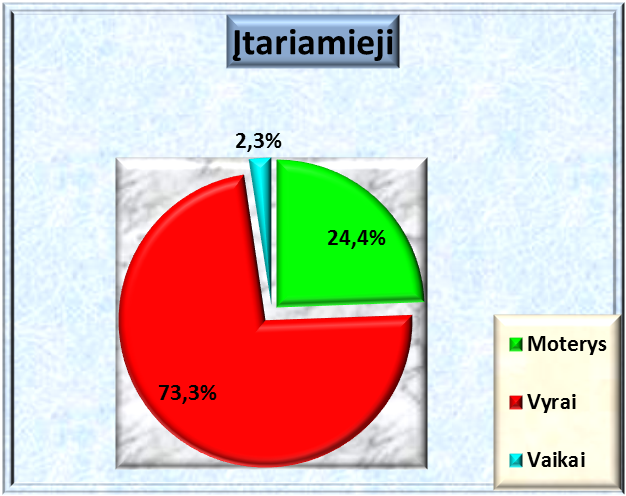 Įtariamieji
2,3%
24,4%
73,3%
Moterys
Vyrai
Vaikai